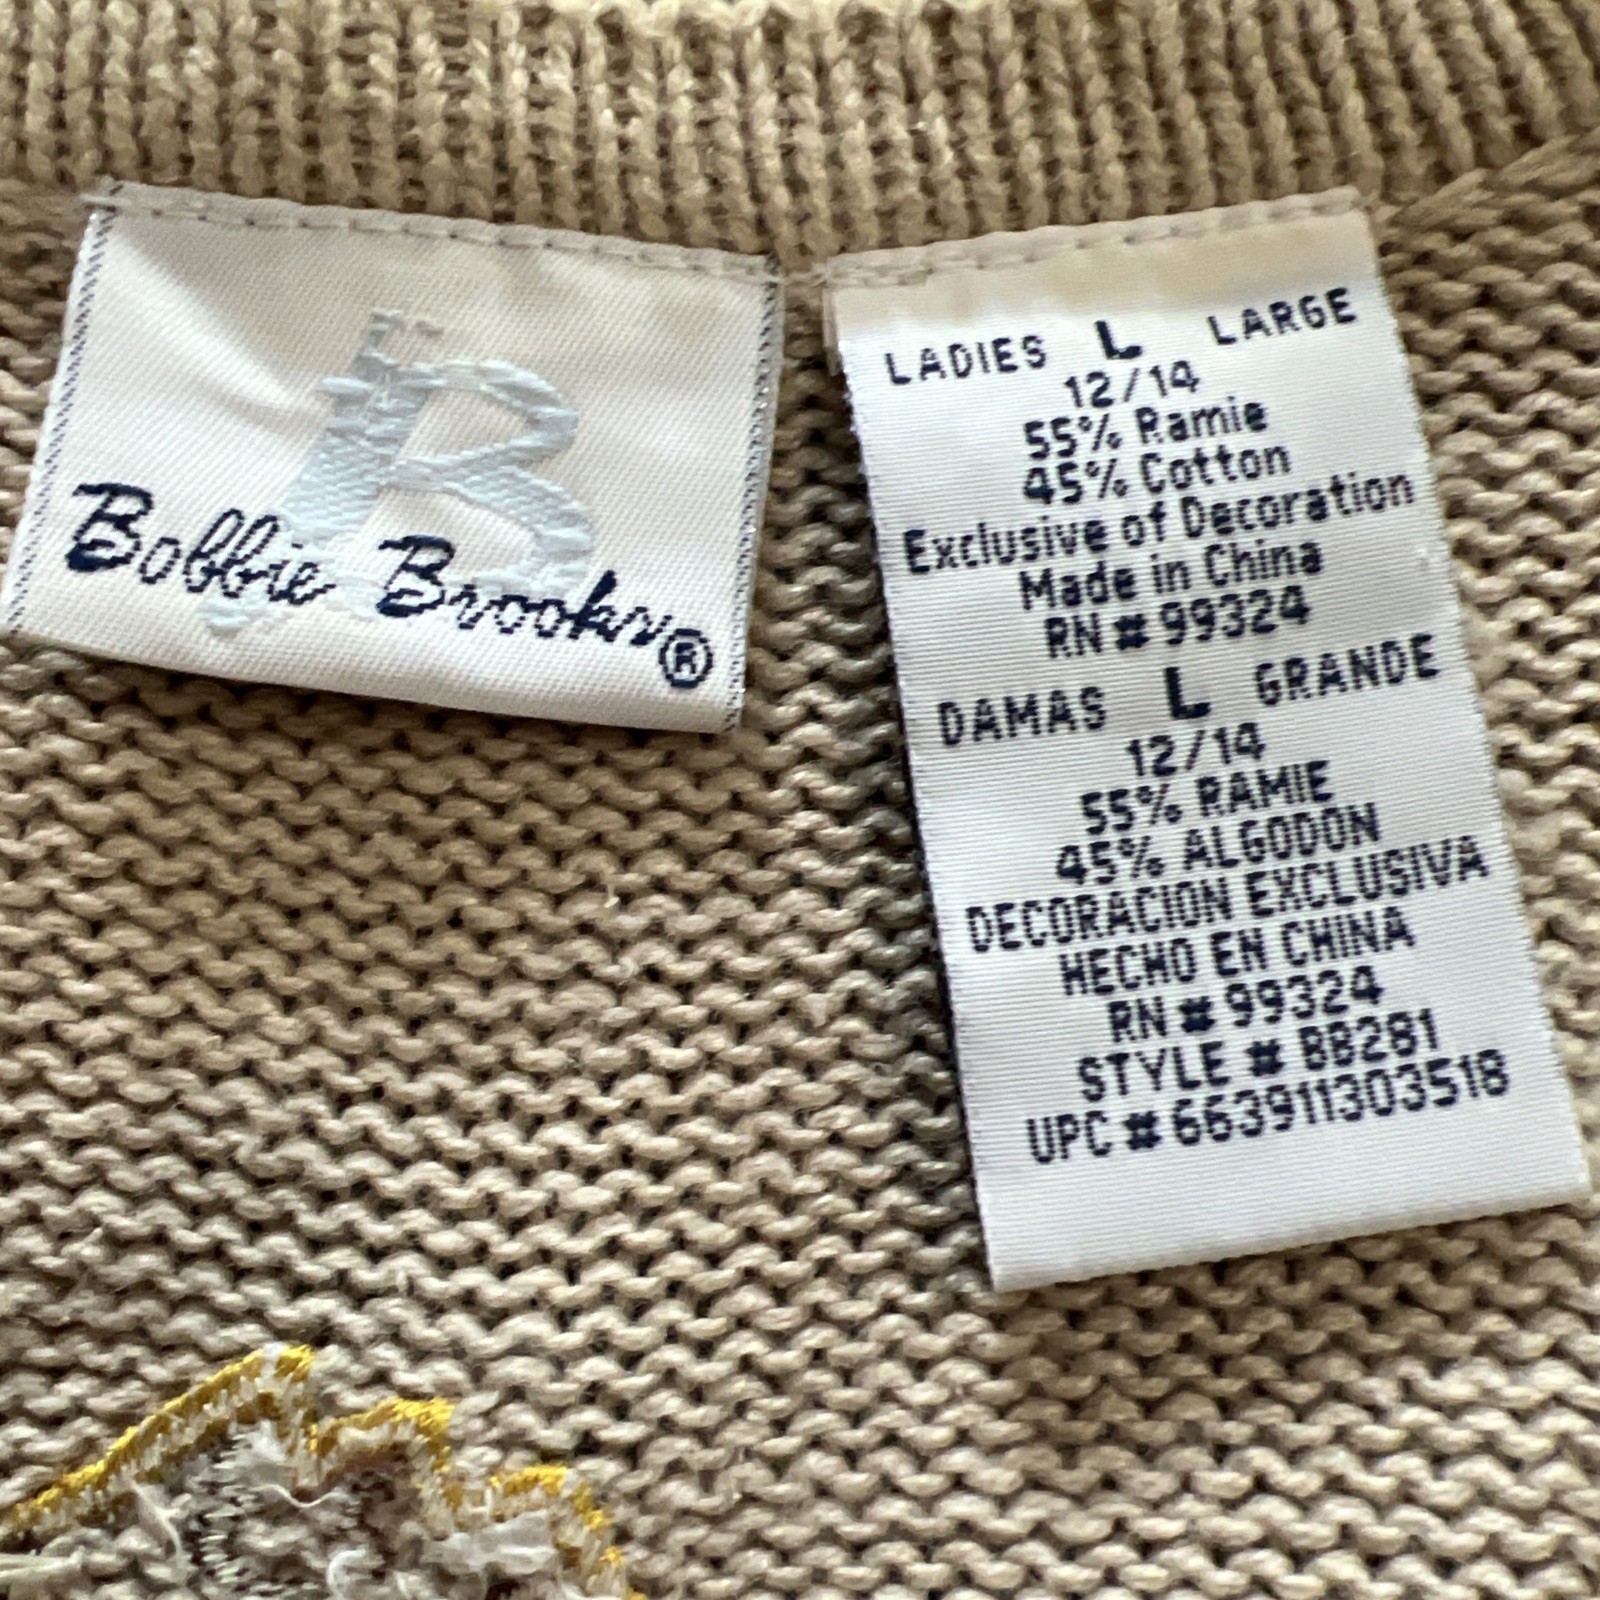 B
Bobbie Brooks®
LADIES L LARGE
12/14
55% Ramie
45% Cotton
Exclusive of Decoration
Made in China
RN # 99324
DAMAS L GRANDE
12/14
55% RAMIE
45% ALGODON
DECORACION EXCLUSIVA
HECHO EN CHINA
RN # 99324
STYLE # BB281
UPC # 663911303518